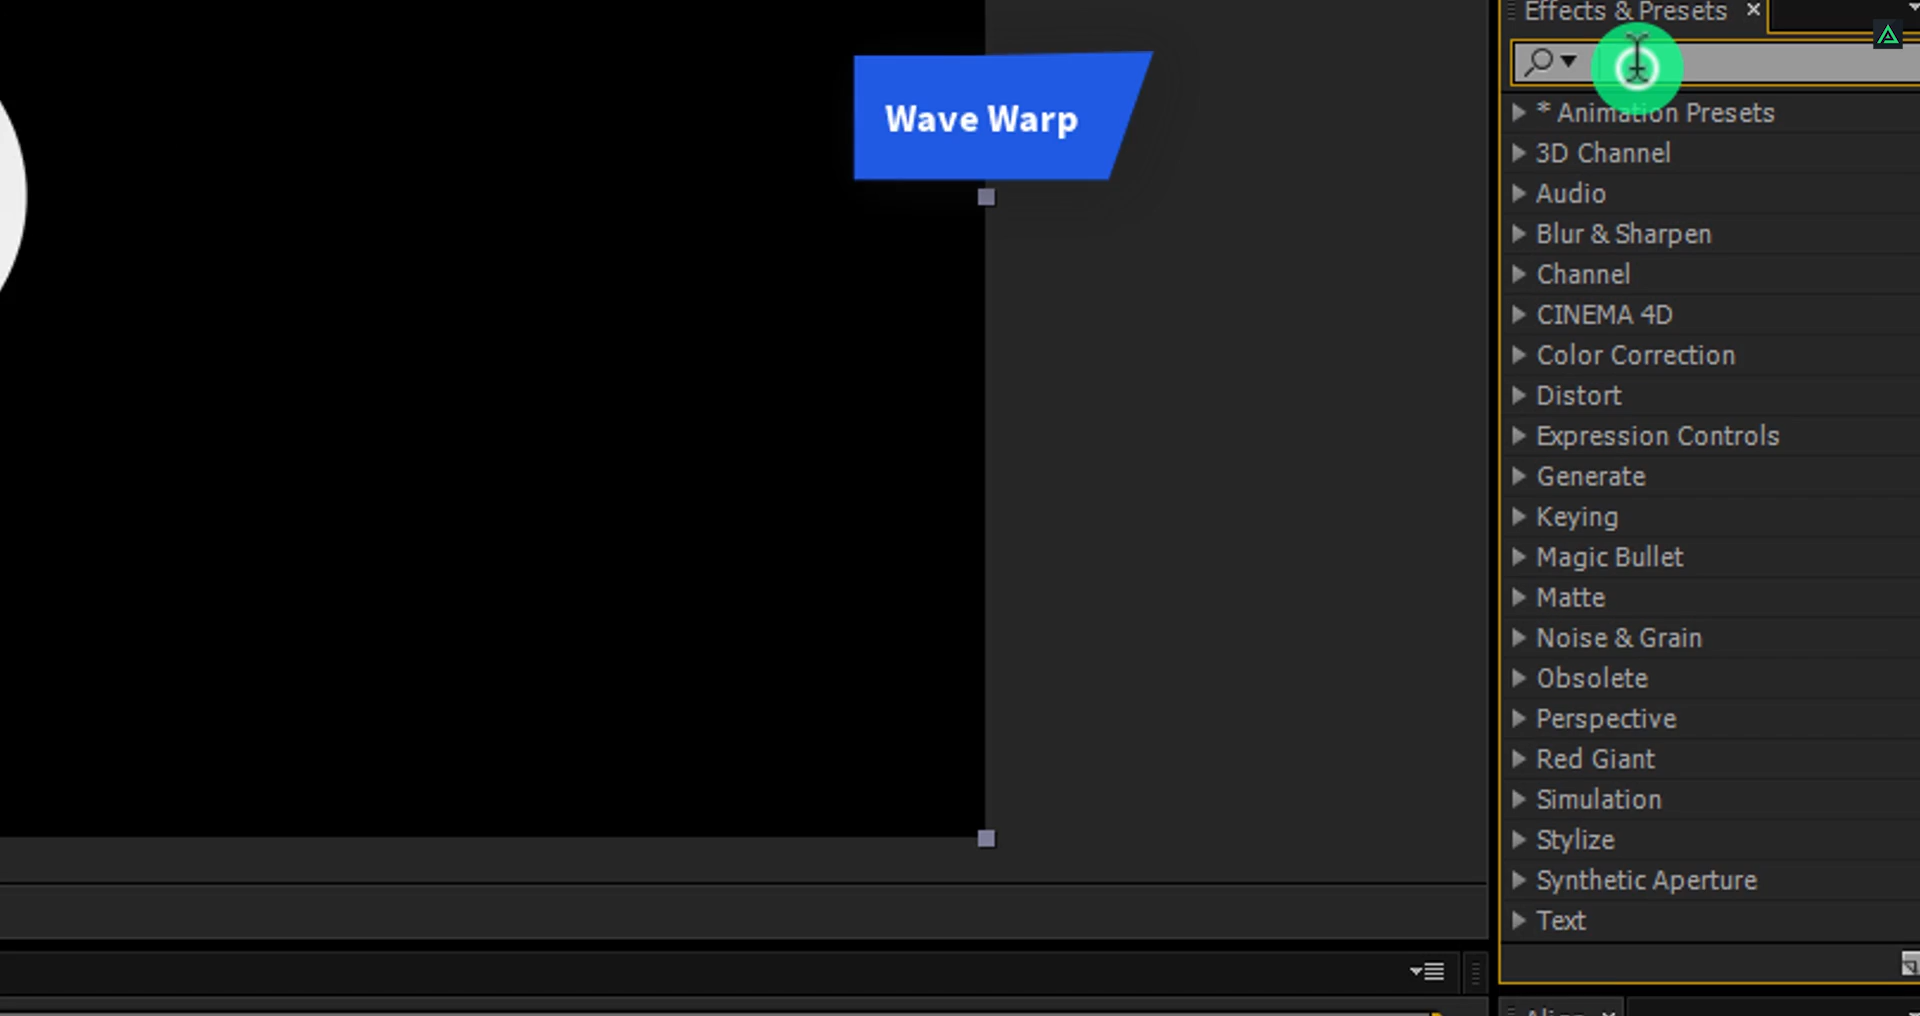 Effects & Presets
Wave Warp
* Animation Presets
3D Channel
Audio
Blur & Sharpen
Channel
CINEMA 4D
Color Correction
Distort
Expression Controls
Generate
Keying
Magic Bullet
Matte
Noise & Grain
Obsolete
Perspective
Red Giant
Simulation
Stylize
Synthetic Aperture
Text
Align